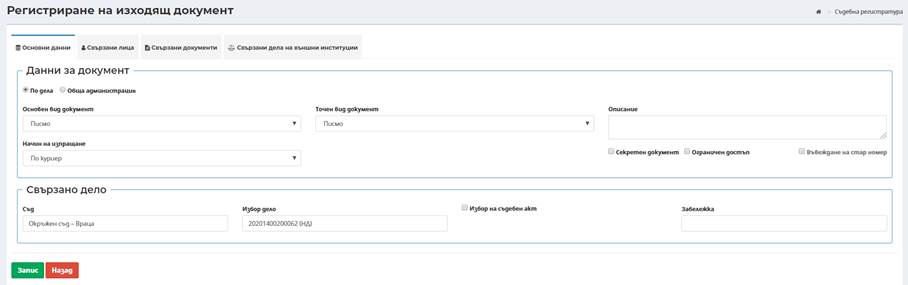 Регистриране на изходящ документ
Съдебна регистратура
Основни данни
Свързани лица
Свързани документи
Свързани дела на външни институции
Данни за документ
По дела
Обща администрация
Основен вид документ
Точен вид документ
Описание
Писмо
Писмо
Начин на изпращане
По куриер
Секретен документ
Ограничен достъп
Въвеждане на стар номер
Свързано дело
Съд
Избор дело
Избор на съдебен акт
Забележка
Окръжен съд – Враца
20201400200062 (НД)
Запис
Назад